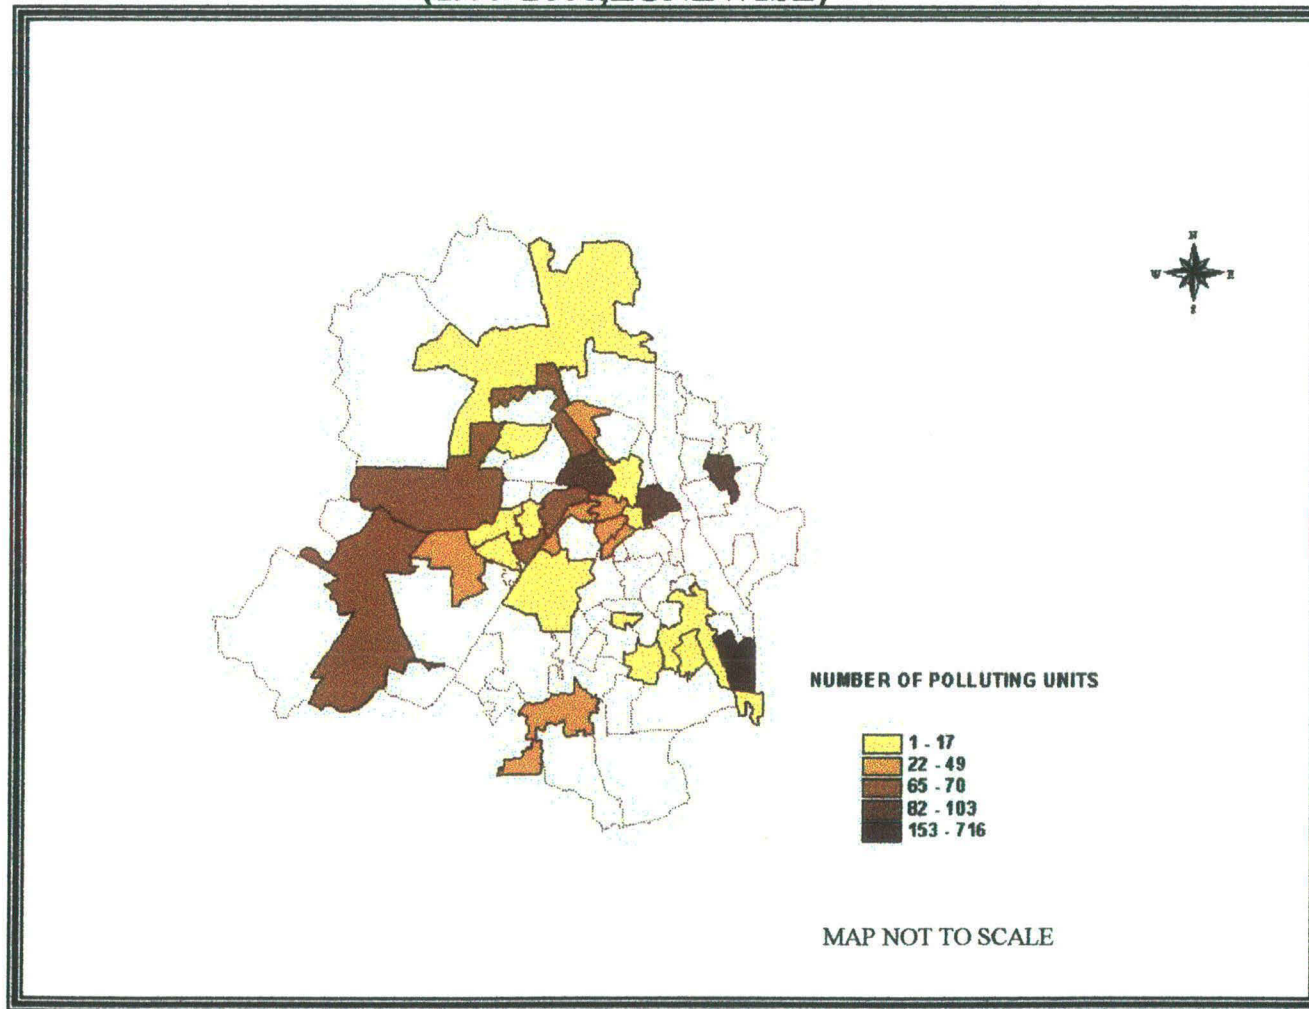 N
W E
S
NUMBER OF POLLUTING UNITS
1 - 17
22 - 49
65 - 70
82 - 103
153 - 716
MAP NOT TO SCALE